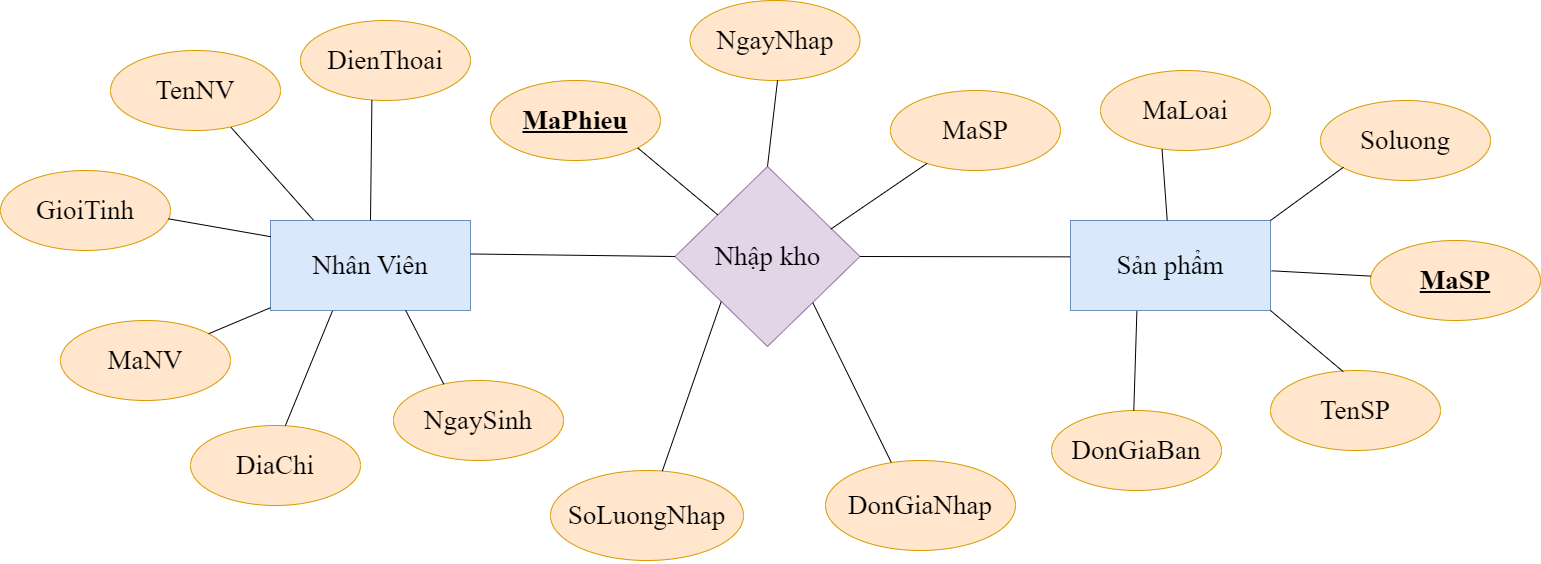 NgayNhap
DienThoai
TenNV
MaPhieu
MaSP
MaLoai
Soluong
GioiTinh
Nhân Viên
Nhập kho
Sản phẩm
MaSP
MaNV
NgaySinh
DiaChi
TenSP
DonGiaBan
SoLuongNhap
DonGiaNhap